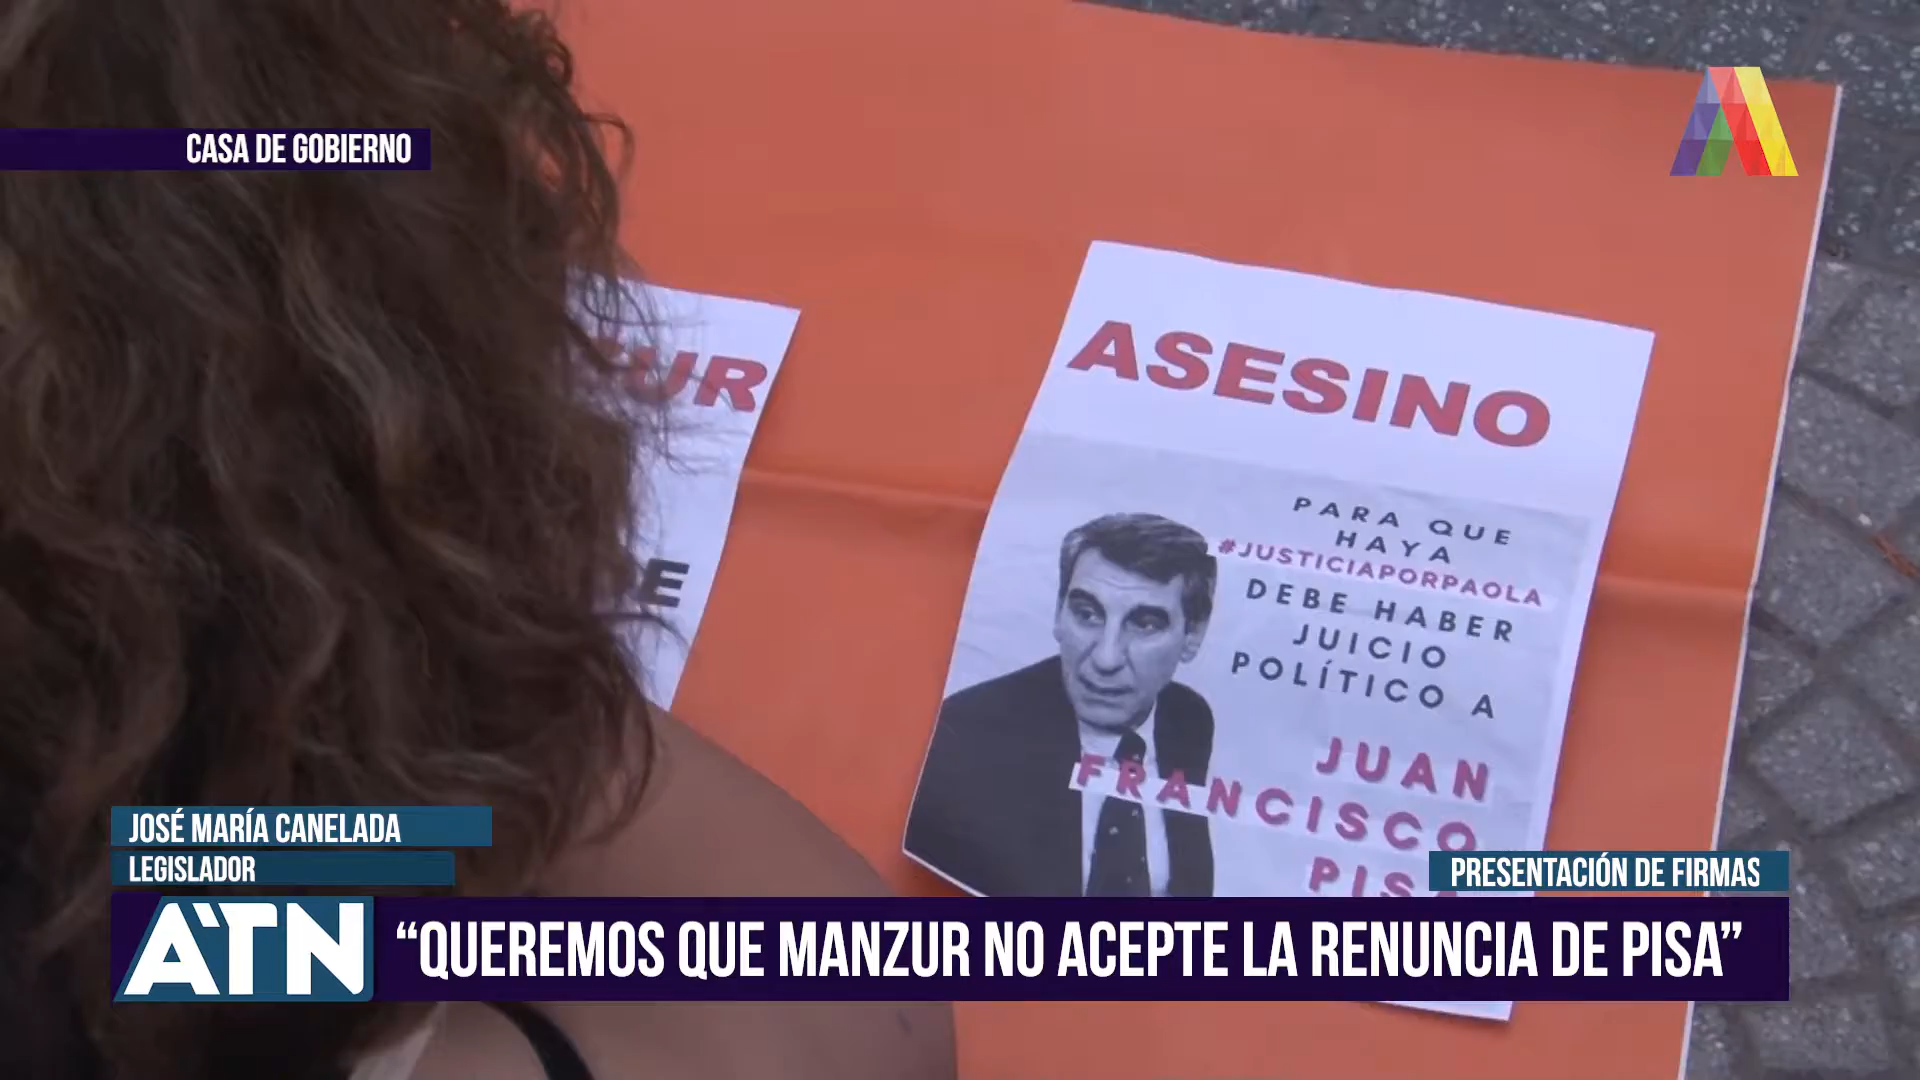 CASA DE GOBIERNO
ASESINO
PARA QUE
HAYA
#JUSTICIAPORPAOLA
DEBE HABER
JUICIO
POLÍTICO A
JUAN
FRANCISCO
PISA
JOSÉ MARÍA CANELADA
LEGISLADOR
PRESENTACIÓN DE FIRMAS
ATN
“QUEREMOS QUE MANZUR NO ACEPTE LA RENUNCIA DE PISA”